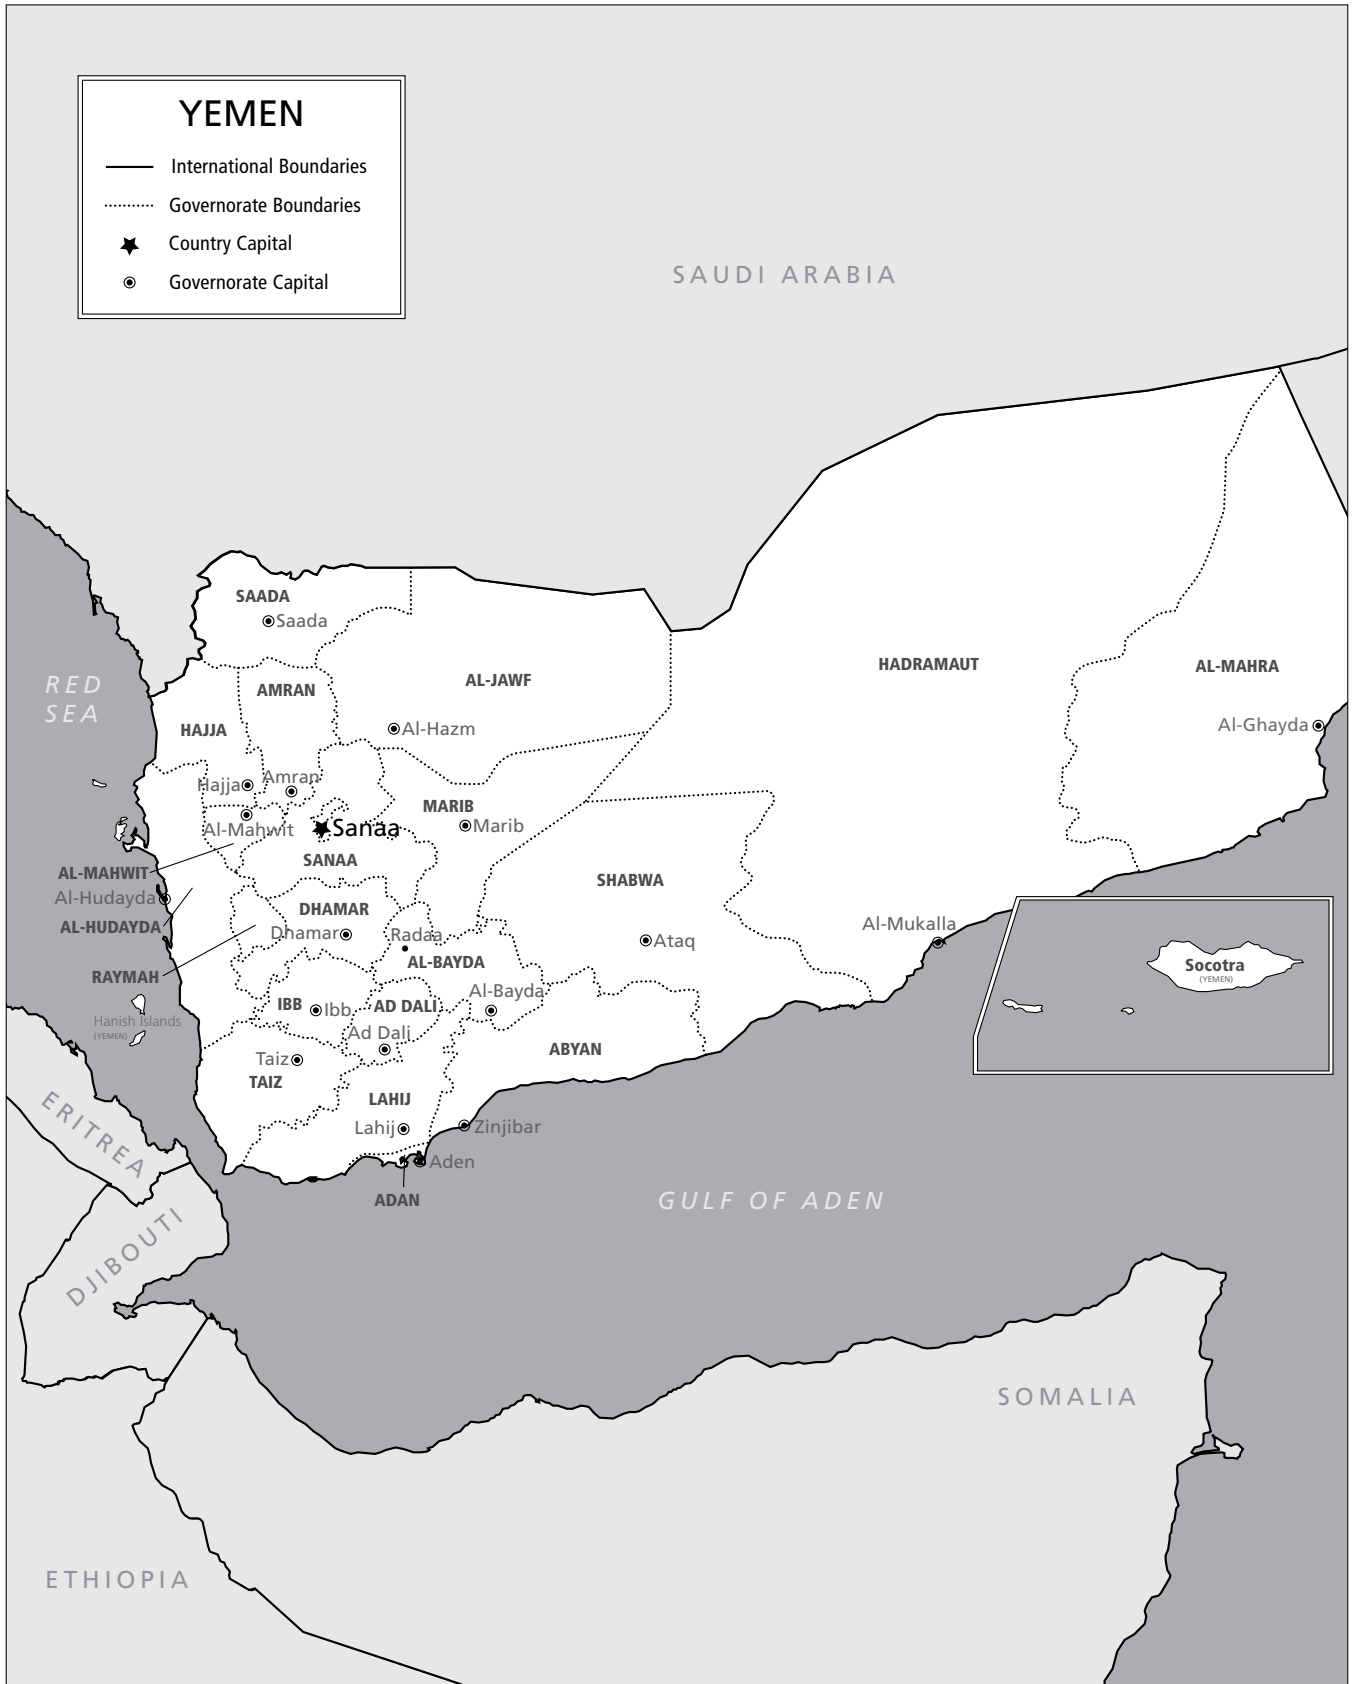 YEMEN
International Boundaries
Governorate Boundaries
Country Capital
Governorate Capital
SAUDI ARABIA
SAADA
Saada
HADRAMAUT
AL-MAHRA
RED
SEA
AL-JAWF
AMRAN
Al-Ghayda
HAJJA
Al-Hazm
Hajja
Amran
MARIB
Marib
Al-Mahwit
Sanaa
SANAA
AL-MAHWIT
SHABWA
Al-Hudayda
DHAMAR
Al-Mukalla
AL-HUDAYDA
Dhamar
Radaa
Ataq
AL-BAYDA
Socotra
(YEMEN)
RAYMAH
Al-Bayda
IBB
Ibb
AD DALI
Hanish Islands
(YEMEN)
Ad Dali
ABYAN
Taiz
TAIZ
LAHIJ
ERITREA
Lahij
Zinjibar
Aden
ADAN
GULF OF ADEN
DJIBOUTI
SOMALIA
ETHIOPIA